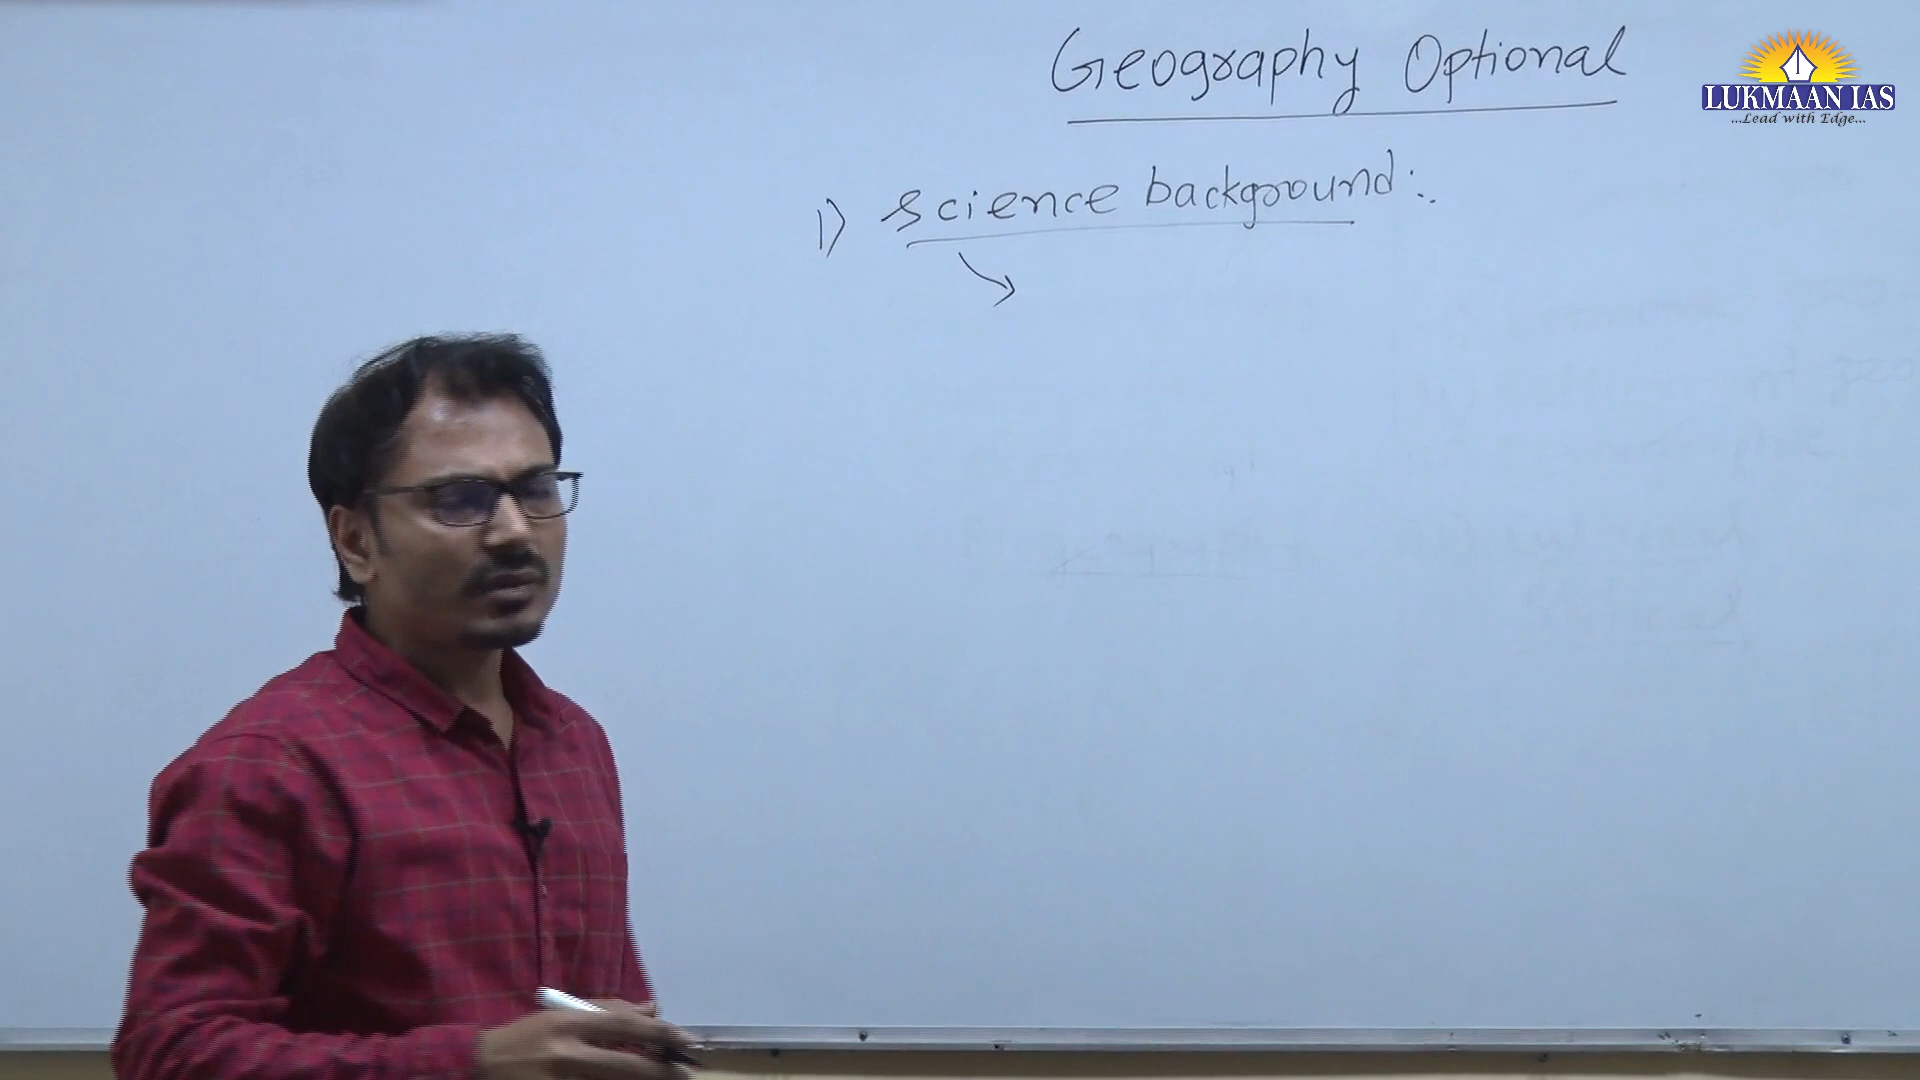 Geography Optional
LUKMAAN IAS
...Lead with Edge...
1) Science background:.